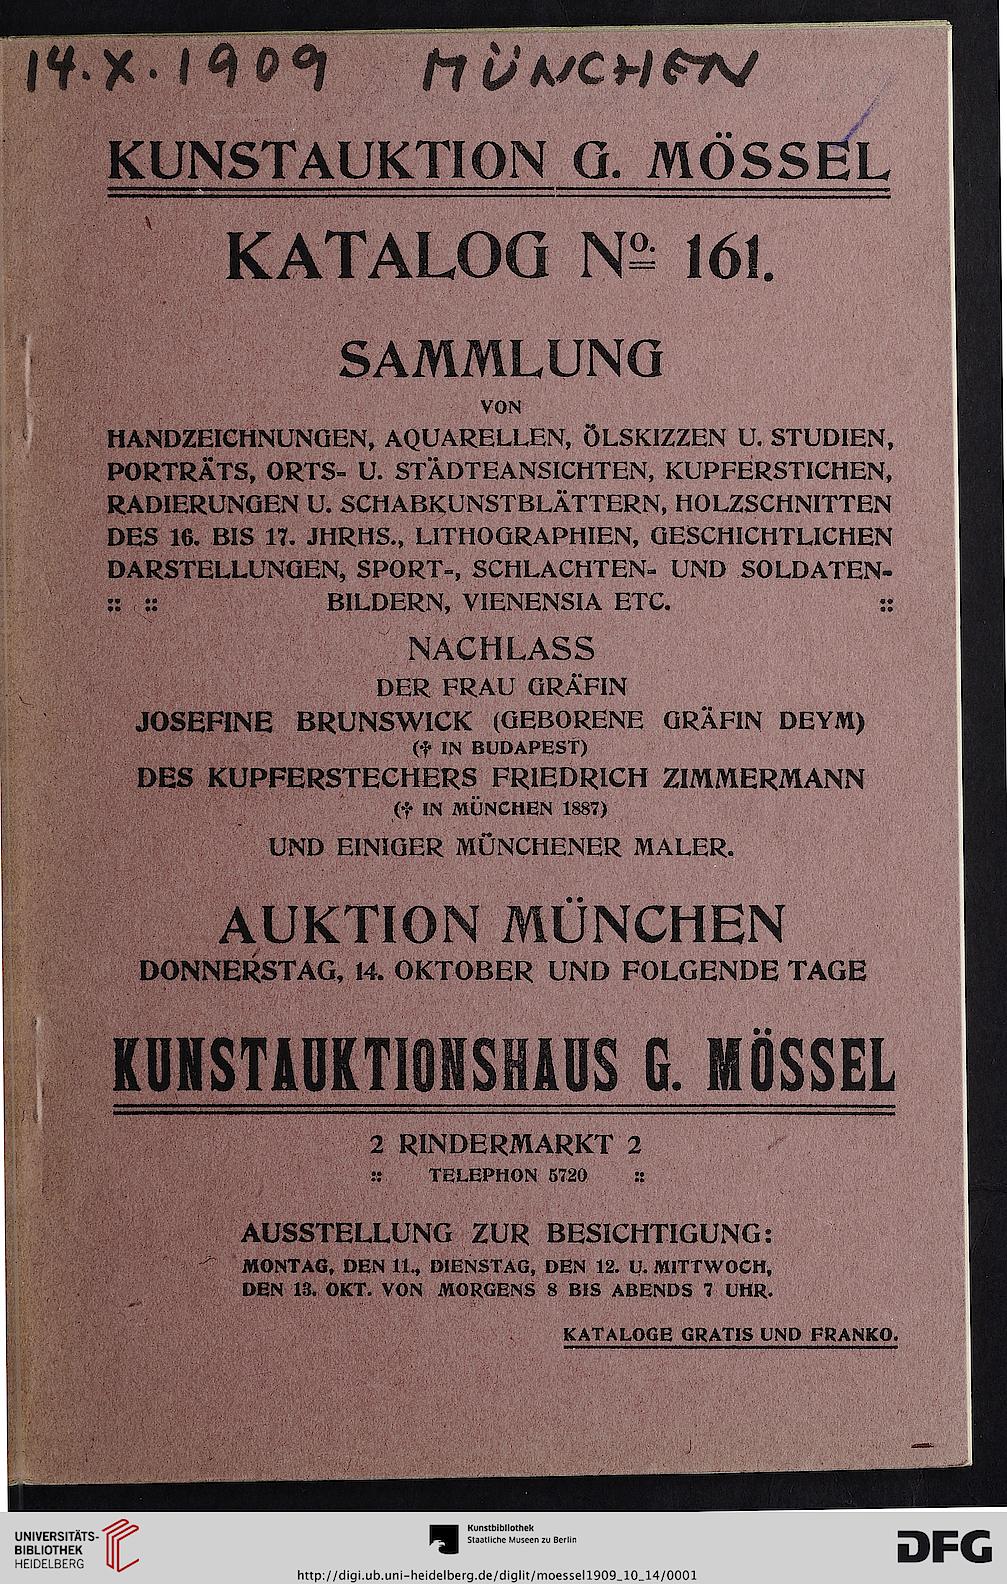 14.X.1909 MÜNCHEN
KUNSTAUKTION G. MÖSSEL
KATALOG Nº. 161.
SAMMLUNG
VON
HANDZEICHNUNGEN, AQUARELLEN, ÖLSKIZZEN U. STUDIEN,
PORTRÄTS, ORTS- U. STÄDTEANSICHTEN, KUPFERSTICHEN,
RADIERUNGEN U. SCHABKUNSTBLÄTTERN, HOLZSCHNITTEN
DES 16. BIS 17. JHRHS., LITHOGRAPHIEN, GESCHICHTLICHEN
DARSTELLUNGEN, SPORT-, SCHLACHTEN- UND SOLDATEN-
:: :: BILDERN, VIENENSIA ETC. ::
NACHLASS
DER FRAU GRÄFIN
JOSEFINE BRUNSWICK (GEBORENE GRÄFIN DEYM)
(† IN BUDAPEST)
DES KUPFERSTECHERS FRIEDRICH ZIMMERMANN
(† IN MÜNCHEN 1887)
UND EINIGER MÜNCHENER MALER.
AUKTION MÜNCHEN
DONNERSTAG, 14. OKTOBER UND FOLGENDE TAGE
KUNSTAUKTIONSHAUS G. MÖSSEL
2 RINDERMARKT 2
:: TELEPHON 5720 ::
AUSSTELLUNG ZUR BESICHTIGUNG:
MONTAG, DEN 11., DIENSTAG, DEN 12. U. MITTWOCH,
DEN 13. OKT. VON MORGENS 8 BIS ABENDS 7 UHR.
KATALOGE GRATIS UND FRANKO.
UNIVERSITÄTS-
BIBLIOTHEK
HEIDELBERG
Kunstbibliothek
Staatliche Museen zu Berlin
DFG
http://digi.ub.uni-heidelberg.de/diglit/moessel1909_10_14/0001